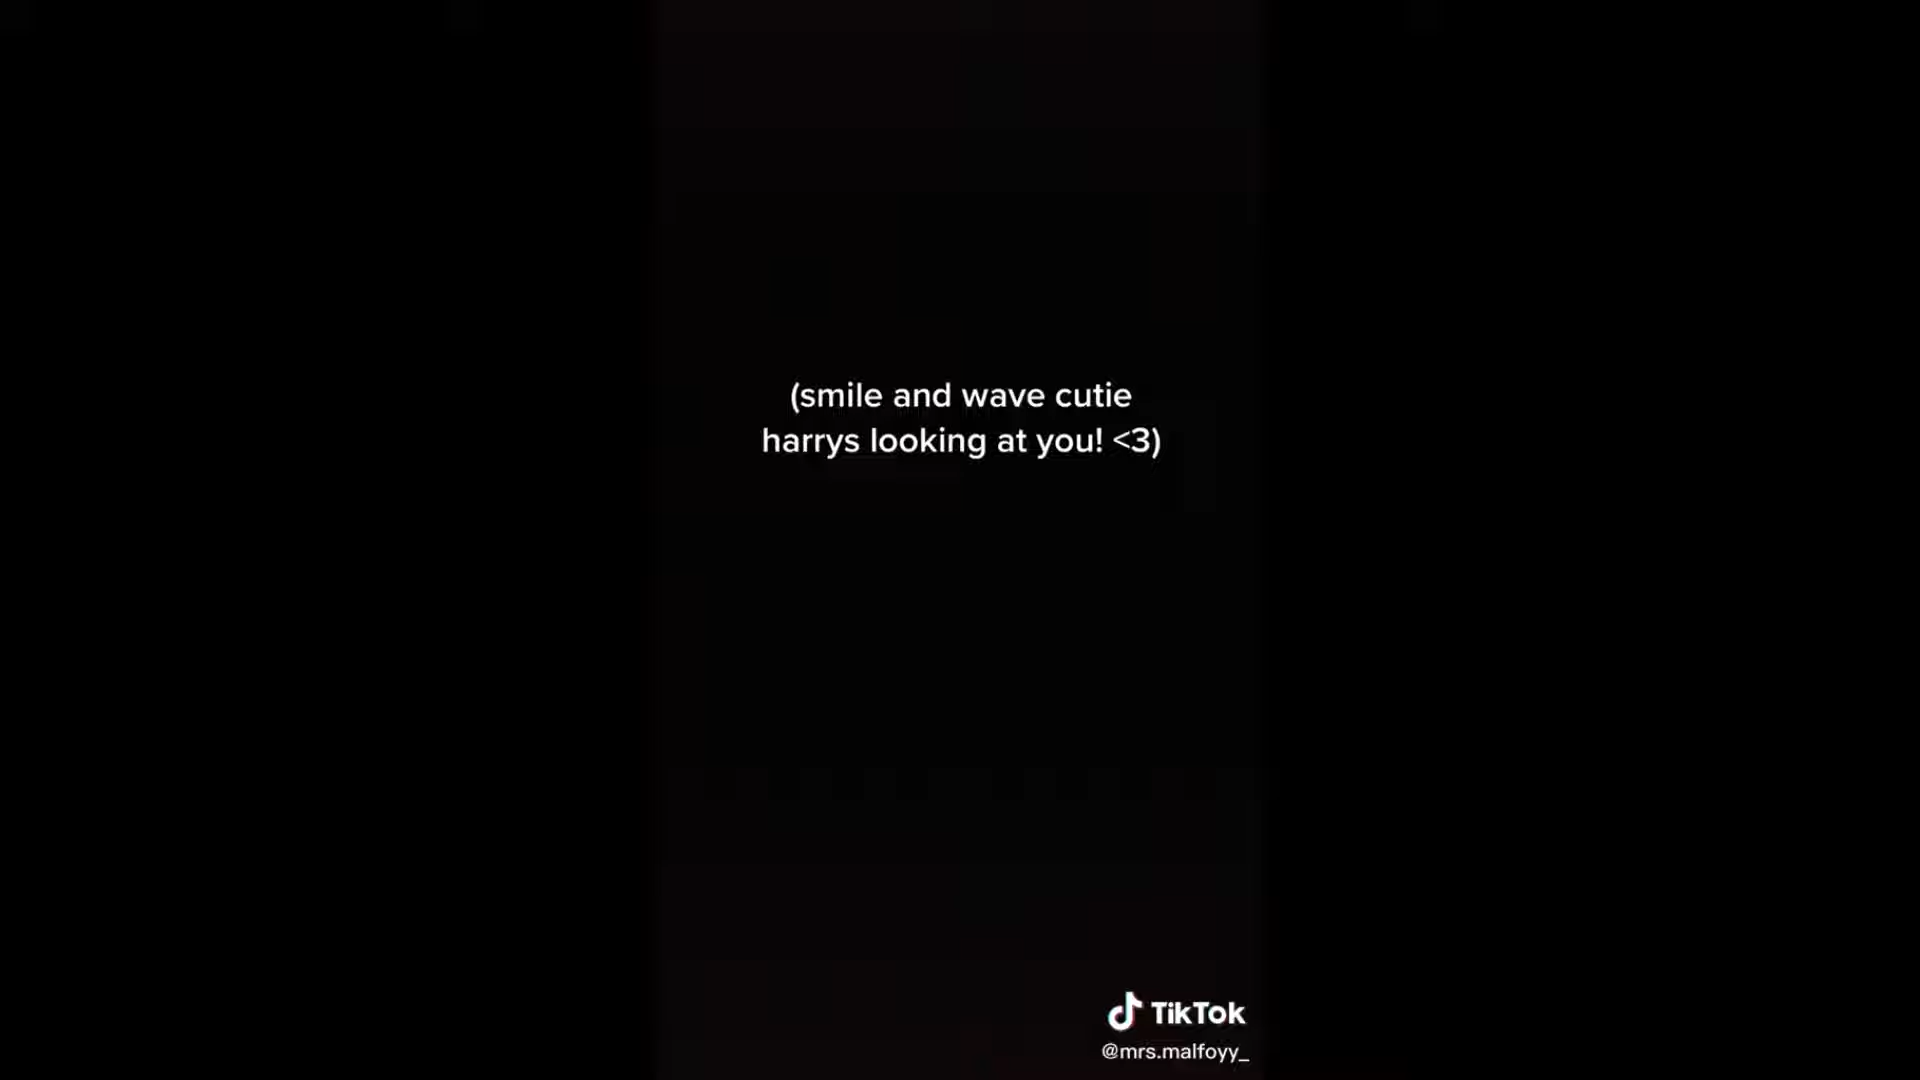 (smile and wave cutie
harrys looking at you! <3)
TikTok
@mrs.malfoyy_